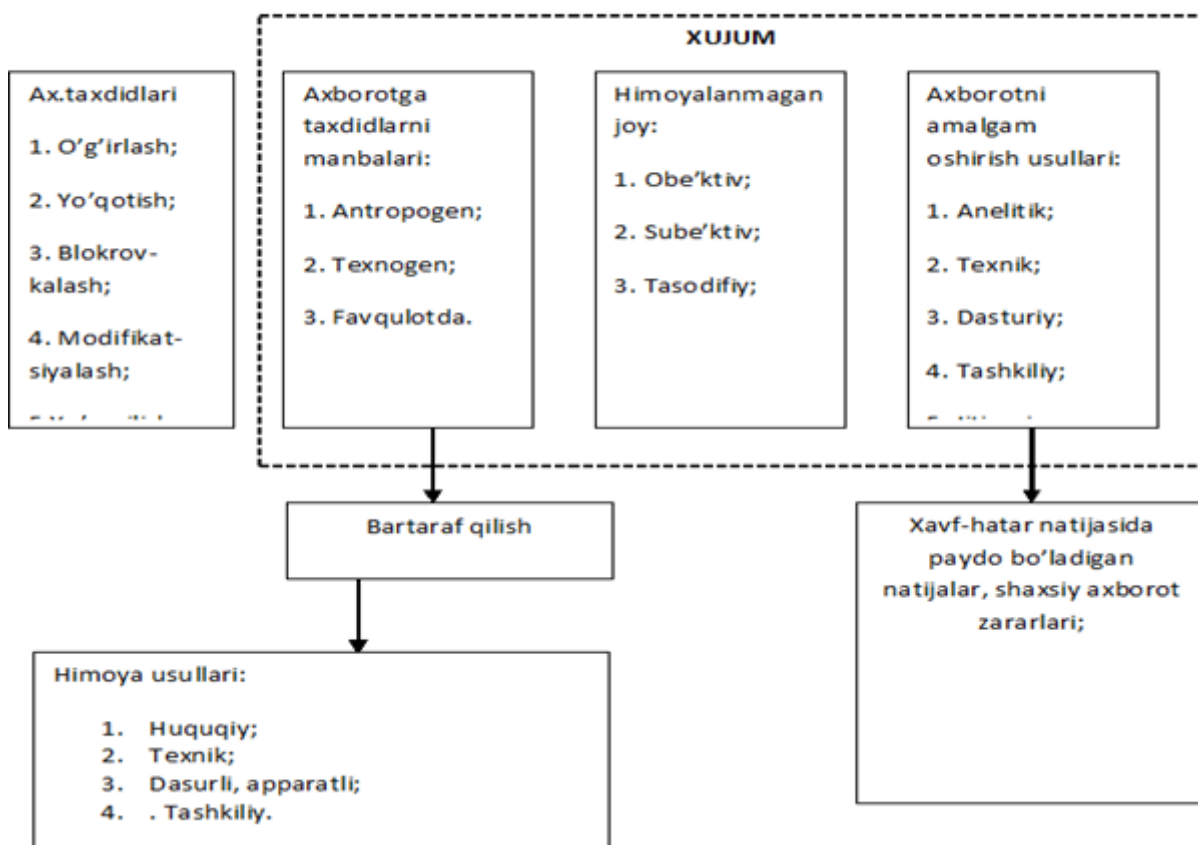 XUJUM
Ax.taxdidlari
1. O’g’irlash;
2. Yo’qotish;
3. Blokrov-
kalash;
4. Modifikat-
siyalash;
Axborotga
taxdidlarni
manbalari:
1. Antropogen;
2. Texnogen;
3. Favqulotda.
Himoyalanmagan
joy:
1. Obe’ktiv;
2. Sube’ktiv;
3. Tasodifiy;
Axborotni
amalgam
oshirish usullari:
1. Anelitik;
2. Texnik;
3. Dasturiy;
4. Tashkiliy;
Bartaraf qilish
Xavf-hatar natijasida
paydo bo’ladigan
natijalar, shaxsiy axborot
zararlari;
Himoya usullari:
1. Huquqiy;
2. Texnik;
3. Dasurli, apparatli;
4. . Tashkiliy.